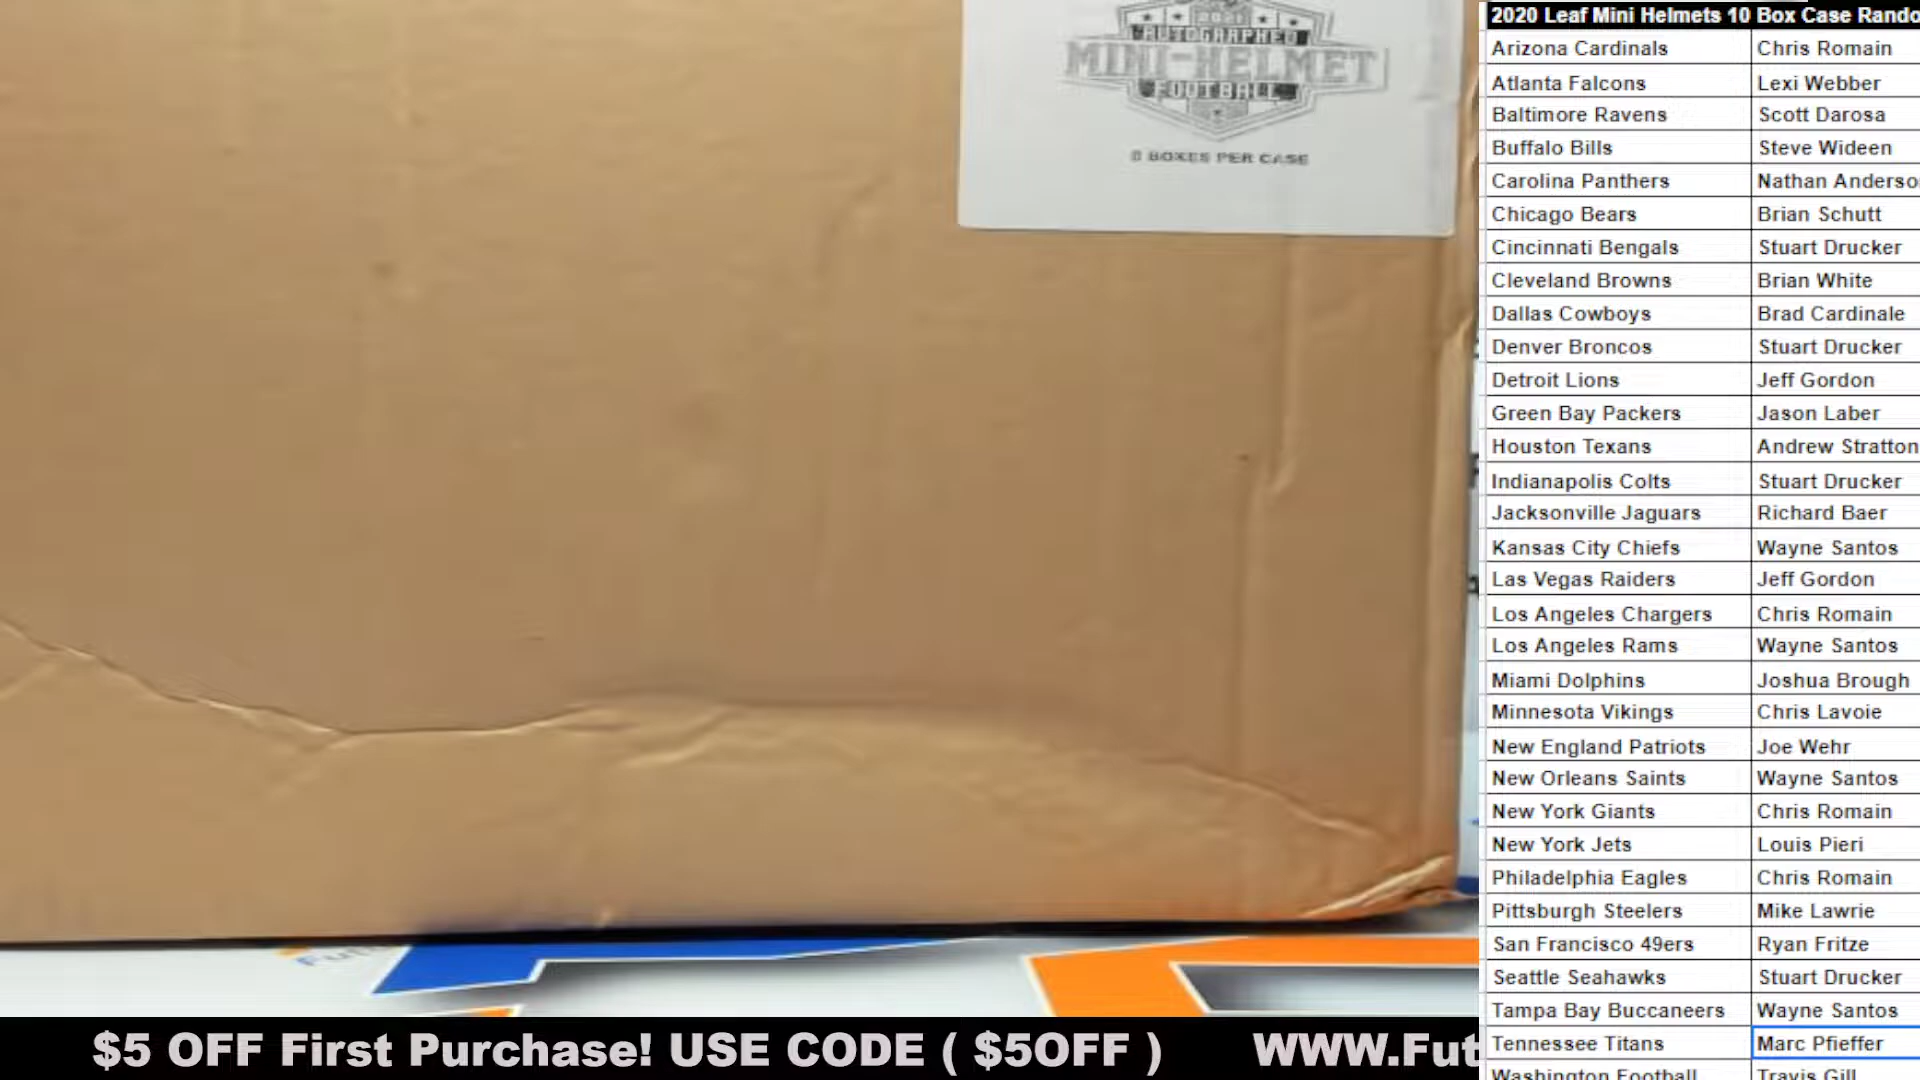 2021
AUTOGRAPHED
MINI-HELMET
FOOTBALL
BOXES PER CASE
2020 Leaf Mini Helmets 10 Box Case Rando
Arizona Cardinals Chris Romain
Atlanta Falcons Lexi Webber
Baltimore Ravens Scott Darosa
Buffalo Bills Steve Wideen
Carolina Panthers Nathan Anderso
Chicago Bears Brian Schutt
Cincinnati Bengals Stuart Drucker
Cleveland Browns Brian White
Dallas Cowboys Brad Cardinale
Denver Broncos Stuart Drucker
Detroit Lions Jeff Gordon
Green Bay Packers Jason Laber
Houston Texans Andrew Stratton
Indianapolis Colts Stuart Drucker
Jacksonville Jaguars Richard Baer
Kansas City Chiefs Wayne Santos
Las Vegas Raiders Jeff Gordon
Los Angeles Chargers Chris Romain
Los Angeles Rams Wayne Santos
Miami Dolphins Joshua Brough
Minnesota Vikings Chris Lavoie
New England Patriots Joe Wehr
New Orleans Saints Wayne Santos
New York Giants Chris Romain
New York Jets Louis Pieri
Philadelphia Eagles Chris Romain
Pittsburgh Steelers Mike Lawrie
San Francisco 49ers Ryan Fritze
Seattle Seahawks Stuart Drucker
Tampa Bay Buccaneers Wayne Santos
Tennessee Titans Marc Pfieffer
Washington Football Travis Gill
$5 OFF First Purchase! USE CODE ( $5OFF ) WWW.Fut